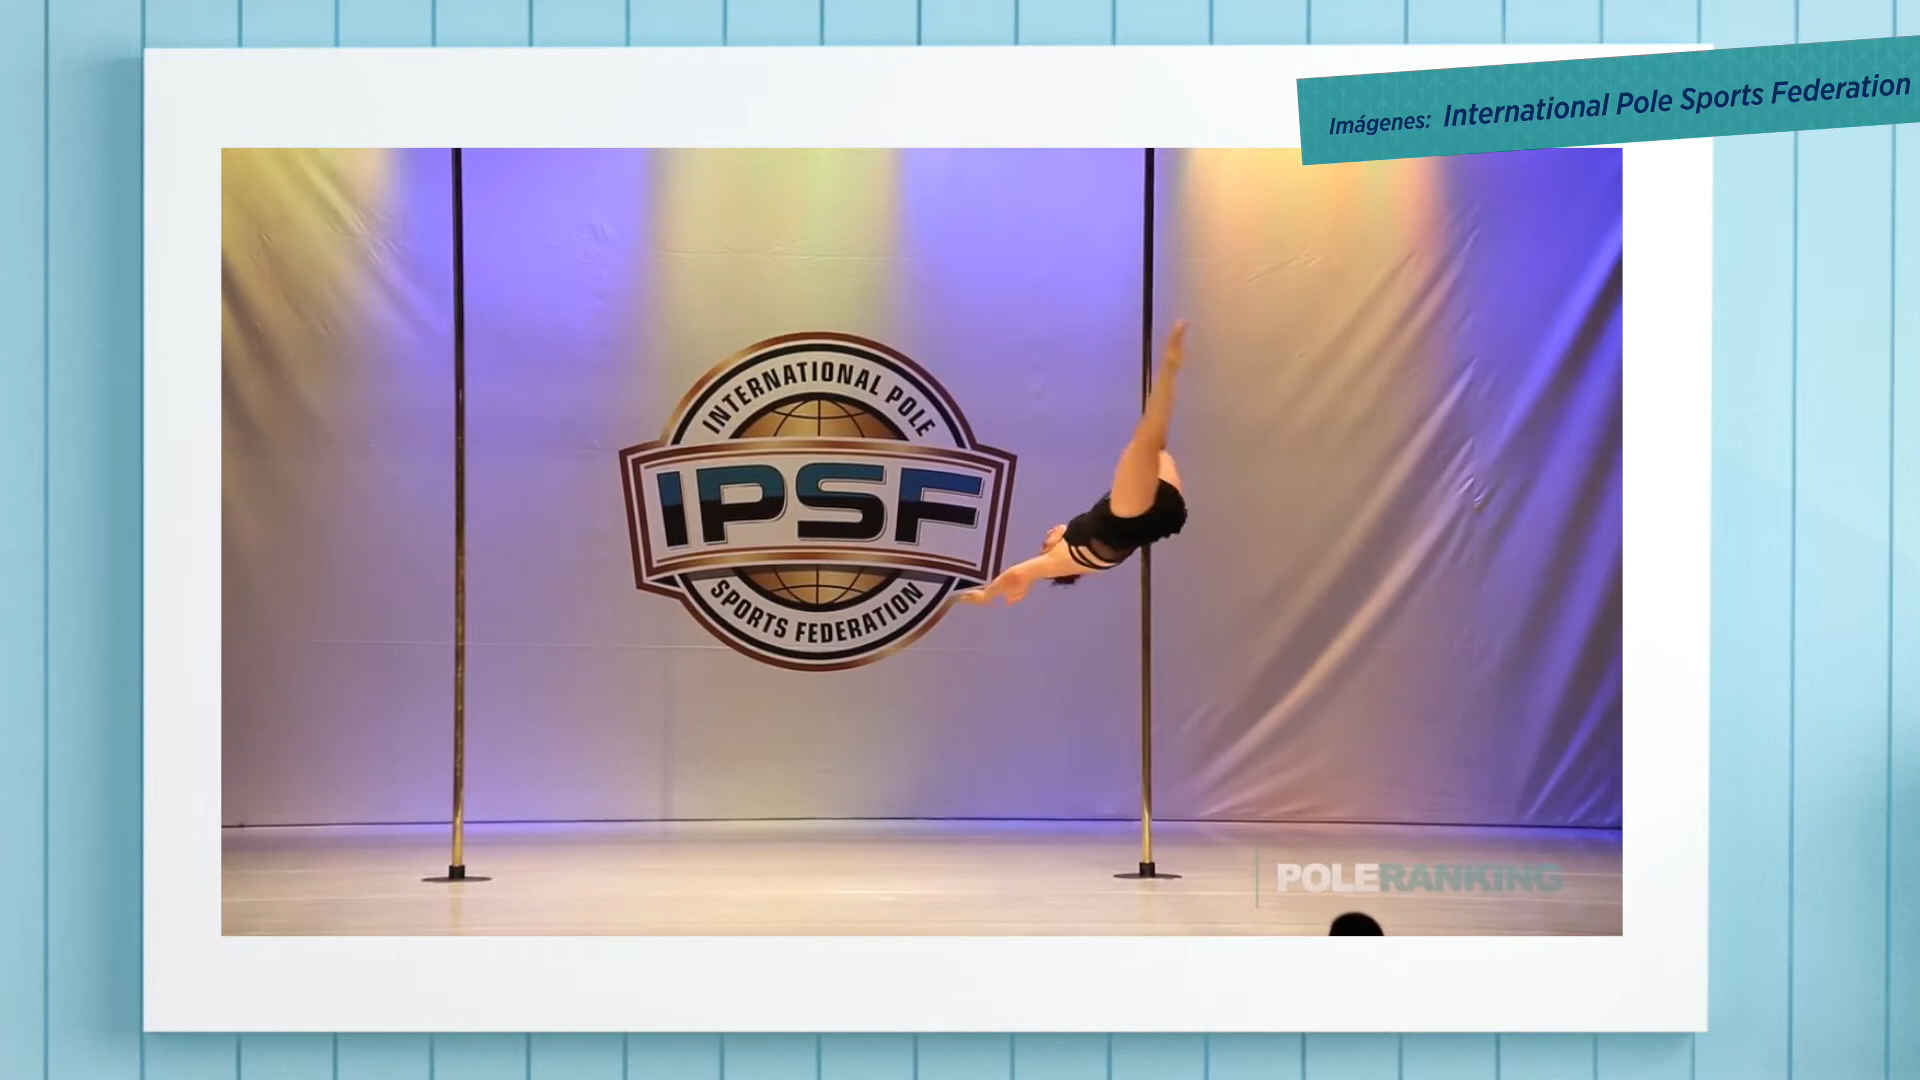 Imágenes: International Pole Sports Federation
INTERNATIONAL POLE
IPSF
SPORTS FEDERATION
POLERANKING